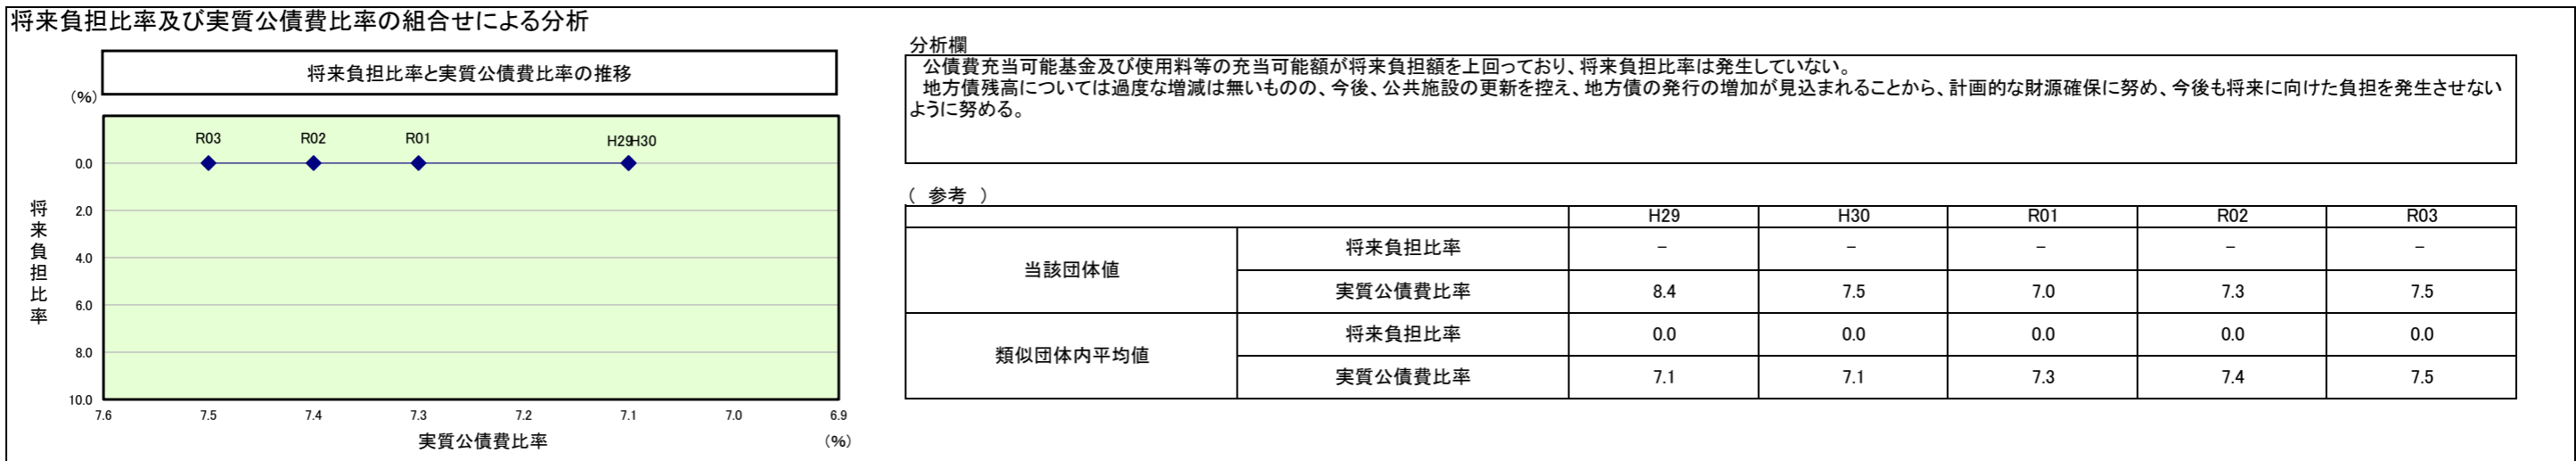 将来負担比率及び実質公債費比率の組合せによる分析
将来負担比率と実質公債費比率の推移
(%)
R03 R02 R01 H29 H30
0.0
2.0
4.0
6.0
8.0
10.0
将来負担比率
7.6 7.5 7.4 7.3 7.2 7.1 7.0 6.9
実質公債費比率 (%)
分析欄
公債費充当可能基金及び使用料等の充当可能額が将来負担額を上回っており、将来負担比率は発生していない。
地方債残高については過度な増減は無いものの、今後、公共施設の更新を控え、地方債の発行の増加が見込まれることから、計画的な財源確保に努め、今後も将来に向けた負担を発生させない
ように努める。
( 参考 )
H29 H30 R01 R02 R03
当該団体値
将来負担比率 － － － － －
実質公債費比率 8.4 7.5 7.0 7.3 7.5
類似団体内平均値
将来負担比率 0.0 0.0 0.0 0.0 0.0
実質公債費比率 7.1 7.1 7.3 7.4 7.5